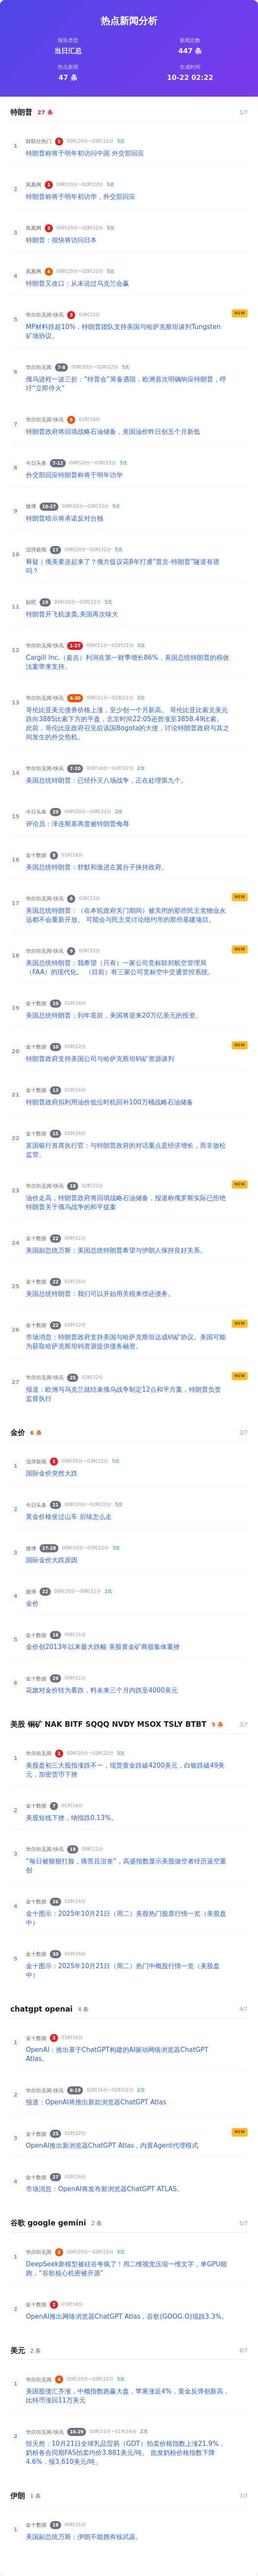 热点新闻分析
报告类型
当日汇总
新闻总数
447 条
热点新闻
47 条
生成时间
10-22 02:22
特朗普 27 条 1/7
1 财联社热门 1 00时20分~02时22分 5次
特朗普称将于明年初访问中国 外交部回应
2 凤凰网 1 00时20分~02时22分 5次
特朗普称将于明年初访华，外交部回应
3 凤凰网 3 00时20分~02时22分 5次
特朗普：很快将访问日本
4 凤凰网 4 00时20分~02时22分 5次
特朗普又改口：从未说过乌克兰会赢
5 华尔街见闻-快讯 3 02时22分 NEW
MP材料跌超10%，特朗普团队支持美国与哈萨克斯坦谈判Tungsten
矿场协议。
6 华尔街见闻 7-8 00时20分~02时22分 5次
俄乌进程一波三折：“特普会”筹备遇阻，欧洲首次明确响应特朗普，呼
吁“立即停火”
7 华尔街见闻-快讯 5 01时16分
特朗普政府将回填战略石油储备，美国油价昨日创五个月新低
8 今日头条 7-12 00时20分~02时22分 5次
外交部回应特朗普称将于明年初访华
9 微博 10-27 00时20分~02时22分 5次
特朗普暗示将承诺反对台独
10 澎湃新闻 17 00时20分~02时22分 5次
释疑｜俄美要连起来了？俄方提议花8年打通“普京-特朗普”隧道有谱
吗？
11 贴吧 19 00时20分~02时22分 5次
特朗普开飞机泼粪,美国再次味大
12 华尔街见闻-快讯 1-27 00时21分~02时22分 3次
Cargill Inc.（嘉吉）利润在第一财季增长86%，美国总统特朗普的税收
法案带来支持。
13 华尔街见闻-快讯 4-30 00时21分~02时22分 3次
哥伦比亚美元债券价格上涨，至少创一个月新高。 哥伦比亚比索兑美元
跌向3885比索下方的平盘，北京时间22:05还曾涨至3858.49比索。
此前，哥伦比亚政府召见驻该国Bogota的大使，讨论特朗普政府与其之
间发生的外交危机。
14 华尔街见闻-快讯 7-20 01时16分~02时22分 2次
美国总统特朗普：已经扑灭八场战争，正在处理第九个。
15 今日头条 29 00时20分~00时21分 2次
评论员：泽连斯基再度被特朗普侮辱
16 金十数据 8 01时16分
美国总统特朗普：舒默和激进左翼分子挟持政府。
17 华尔街见闻-快讯 8 02时22分 NEW
美国总统特朗普：（在本轮政府关门期间）被关闭的那些民主党项目业永
远都不会重新开放。 可能会与民主党讨论纽约市的那些基建项目。
18 华尔街见闻-快讯 9 02时22分 NEW
美国总统特朗普：我希望（只有）一家公司竞标联邦航空管理局
（FAA）的现代化。 （目前）有三家公司竞标空中交通管控系统。
19 金十数据 10 01时16分
美国总统特朗普：到年底前，美国将迎来20万亿美元的投资。
20 金十数据 10 02时22分 NEW
特朗普政府支持美国公司与哈萨克斯坦钨矿资源谈判
21 金十数据 13 01时16分
特朗普政府拟利用油价低位时机回补100万桶战略石油储备
22 金十数据 15 01时16分
富国银行首席执行官：与特朗普政府的对话重点是经济增长，而非放松
监管。
23 华尔街见闻-快讯 18 02时22分 NEW
油价走高，特朗普政府将回填战略石油储备，报道称俄罗斯实际已拒绝
特朗普关于俄乌战争的和平提案
24 金十数据 22 00时21分
美国副总统万斯：美国总统特朗普希望与伊朗人保持良好关系。
25 金十数据 22 01时16分
美国总统特朗普：我们可以开始用关税来偿还债务。
26 金十数据 22 02时22分 NEW
市场消息：特朗普政府支持美国与哈萨克斯坦达成钨矿协议。美国可能
为获取哈萨克斯坦钨资源提供债务融资。
27 华尔街见闻-快讯 25 02时22分 NEW
报道：欧洲与乌克兰就结束俄乌战争制定12点和平方案，特朗普负责
监督执行
金价 6 条 2/7
1 澎湃新闻 1 00时20分~02时22分 5次
国际金价突然大跌
2 今日头条 21 00时20分~02时22分 5次
黄金价格坐过山车 后续怎么走
3 微博 27-29 00时20分~02时22分 3次
国际金价大跌原因
4 微博 22 00时20分~00时21分 2次
金价
5 金十数据 16 00时21分
金价创2013年以来最大跌幅 美股黄金矿商股集体重挫
6 金十数据 29 00时21分
花旗对金价转为看跌，料未来三个月内跌至4000美元
美股 铜矿 NAK BITF SQQQ NVDY MSOX TSLY BTBT 5 条 3/7
1 华尔街见闻 1 00时20分~02时22分 5次
美股盘初三大股指涨跌不一，现货黄金跌破4200美元，白银跌破49美
元，加密货币下挫
2 金十数据 7 01时16分
美股短线下挫，纳指跌0.13%。
3 华尔街见闻-快讯 18 00时21分
“每日被狠狠打脸，痛苦且沮丧”，高盛指数显示美股做空者经历逼空重
创
4 金十数据 26 01时16分
金十图示：2025年10月21日（周二）美股热门股票行情一览（美股盘
中）
5 金十数据 30 01时16分
金十图示：2025年10月21日（周二）热门中概股行情一览（美股盘
中）
chatgpt openai 4 条 4/7
1 金十数据 3 01时16分
OpenAI：推出基于ChatGPT构建的AI驱动网络浏览器ChatGPT
Atlas。
2 华尔街见闻-快讯 6-19 01时16分~02时22分 2次
报道：OpenAI将推出新款浏览器ChatGPT Atlas
3 金十数据 25 02时22分 NEW
OpenAI推出新浏览器ChatGPT Atlas，内置Agent代理模式
4 金十数据 27 01时16分
市场消息：OpenAI将发布新浏览器ChatGPT ATLAS。
谷歌 google gemini 2 条 5/7
1 华尔街见闻 5 00时20分~02时22分 5次
DeepSeek新模型被硅谷夸疯了！用二维视觉压缩一维文字，单GPU能
跑，“谷歌核心机密被开源”
2 金十数据 2 01时16分
OpenAI推出网络浏览器ChatGPT Atlas，谷歌(GOOG.O)现跌3.3%。
美元 2 条 6/7
1 华尔街见闻 4 00时20分~02时22分 5次
美国股债汇齐涨，中概指数跑赢大盘，苹果涨近4%，黄金反弹创新高，
比特币涨回11万美元
2 华尔街见闻-快讯 16-29 00时21分~01时16分 2次
恒天然：10月21日全球乳品贸易（GDT）拍卖价格指数上涨21.9%，
奶粉各合同期FAS拍卖均价3.881美元/吨。 批发奶粉价格指数下降
4.6%，报3,610美元/吨。
伊朗 1 条 7/7
1 金十数据 18 00时21分
美国副总统万斯：伊朗不能拥有核武器。